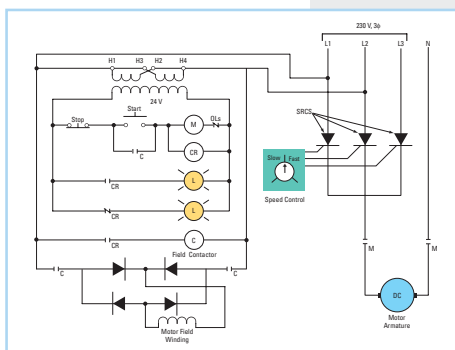 230 V, 3ϕ
L1 L2 L3 N
H1 H3 H2 H4
24 V
Start
Stop
M
OLs
C
CR
SRCS
Slow Fast
Speed Control
CR
L
CR
L
CR
C
Field Contactor
C
C
M
M
DC
Motor
Armature
Motor Field
Winding